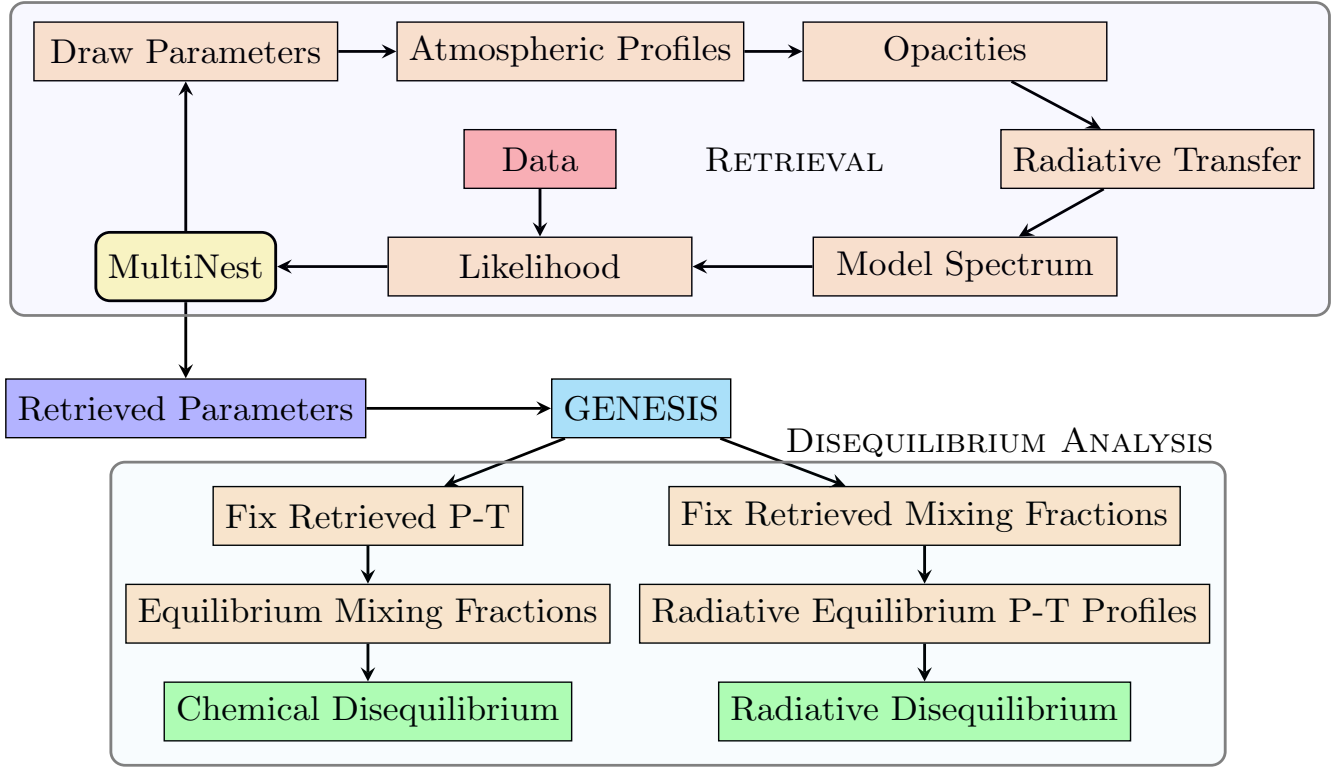 Draw Parameters
Atmospheric Profiles
Opacities
Data
RETRIEVAL
Radiative Transfer
MultiNest
Likelihood
Model Spectrum
Retrieved Parameters
GENESIS
DISEQUILIBRIUM ANALYSIS
Fix Retrieved P-T
Fix Retrieved Mixing Fractions
Equilibrium Mixing Fractions
Radiative Equilibrium P-T Profiles
Chemical Disequilibrium
Radiative Disequilibrium